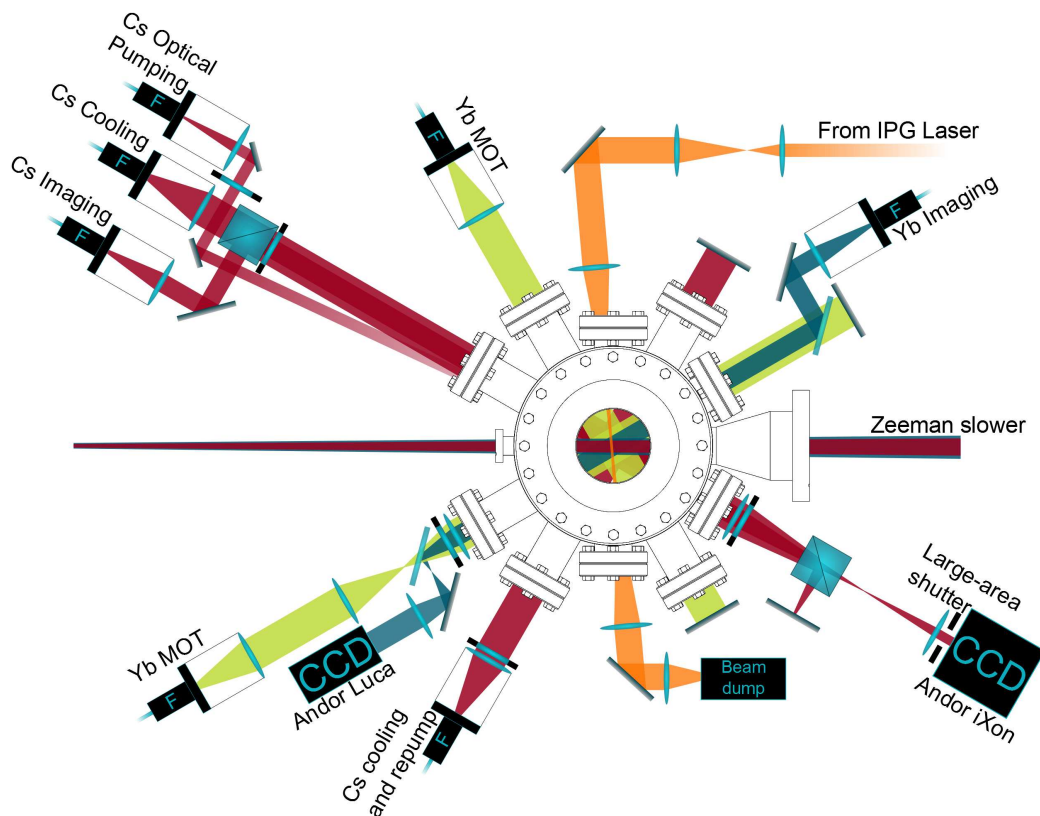 Cs Optical
Pumping
F
Cs Cooling
F
Cs Imaging
F
Yb MOT
F
From IPG Laser
F
Yb Imaging
Zeeman slower
Yb MOT
F
CCD
Andor Luca
Cs cooling
and repump
F
Beam
dump
Large-area
shutter
CCD
Andor iXon